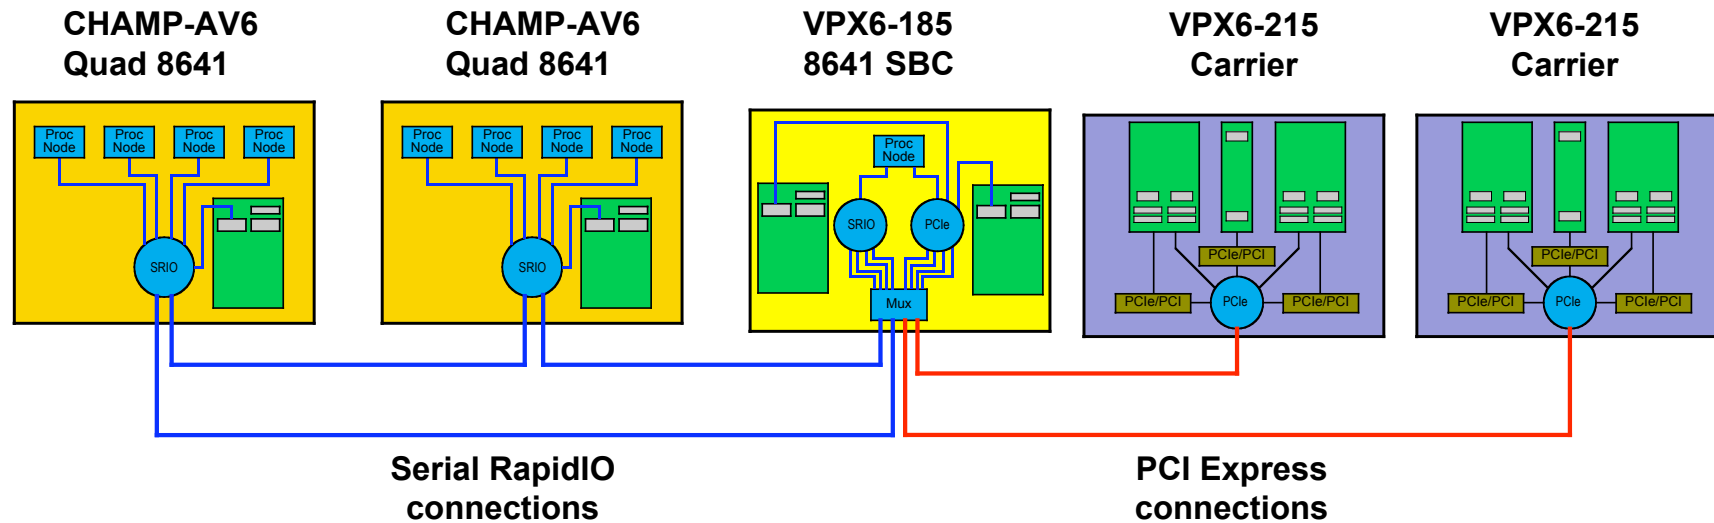 CHAMP-AV6
Quad 8641
CHAMP-AV6
Quad 8641
VPX6-185
8641 SBC
VPX6-215
Carrier
VPX6-215
Carrier
Proc
Node
Proc
Node
Proc
Node
Proc
Node
SRIO
Proc
Node
Proc
Node
Proc
Node
Proc
Node
SRIO
Proc
Node
SRIO
PCIe
Mux
PCIe/PCI
PCIe/PCI
PCIe
PCIe/PCI
PCIe/PCI
PCIe/PCI
PCIe
PCIe/PCI
Serial RapidIO
connections
PCI Express
connections